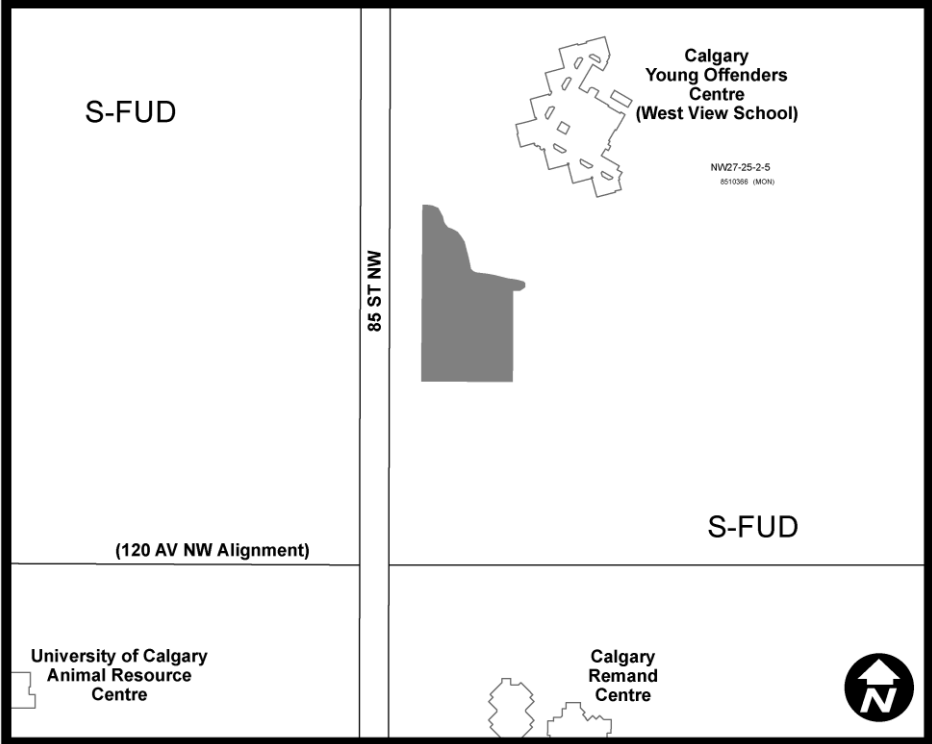 S-FUD
Calgary
Young Offenders
Centre
(West View School)
NW27-25-2-5
8510366 (MON)
85 ST NW
S-FUD
(120 AV NW Alignment)
University of Calgary
Animal Resource
Centre
Calgary
Remand
Centre
N